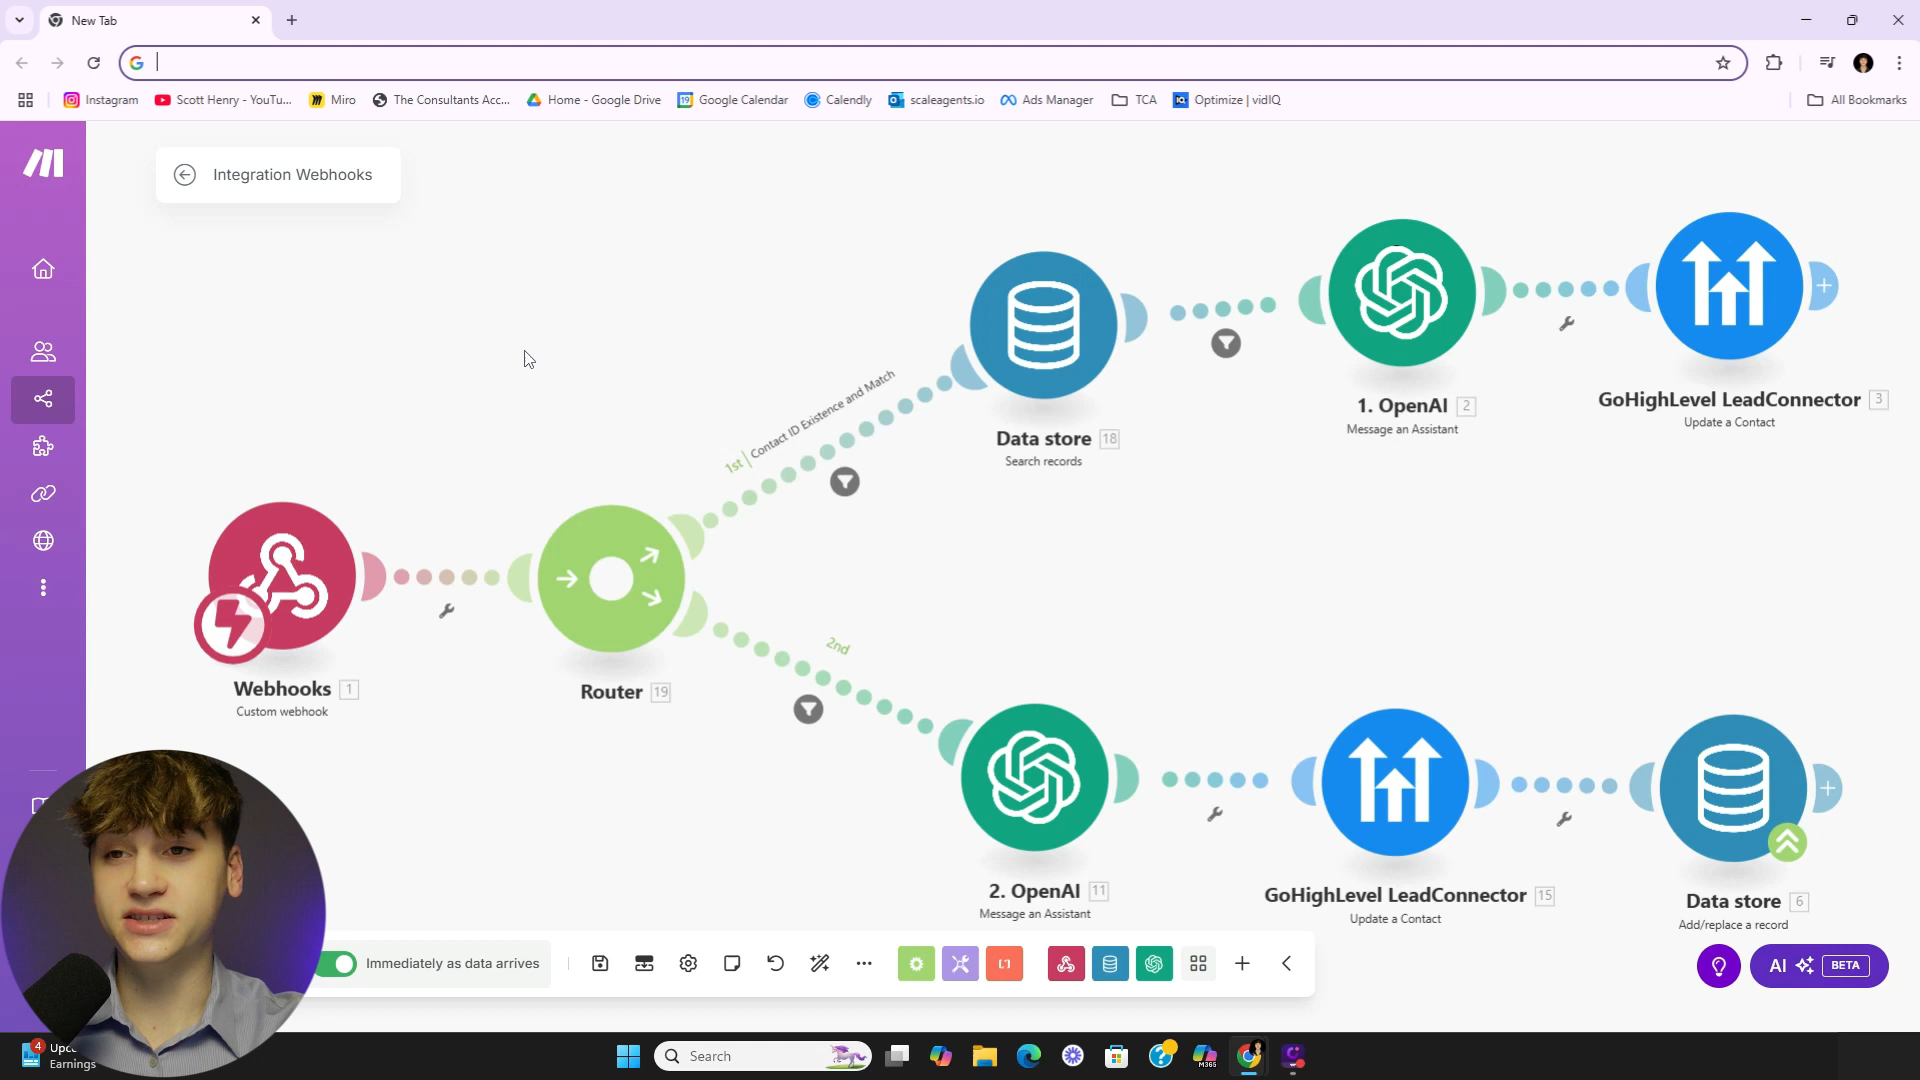 New Tab
Instagram
Scott Henry - YouTu...
Miro
The Consultants Acc...
Home - Google Drive
Google Calendar
Calendly
scaleagents.io
Ads Manager
TCA
Optimize | vidIQ
All Bookmarks
Integration Webhooks
1st | Contact ID Existence and Match
Data store 18
Search records
1. OpenAI 2
Message an Assistant
GoHighLevel LeadConnector 3
Update a Contact
Webhooks 1
Custom webhook
Router 19
2nd
2. OpenAI 11
Message an Assistant
GoHighLevel LeadConnector 15
Update a Contact
Data store 6
Add/replace a record
Immediately as data arrives
AI BETA
4
Earnings
Search
M365